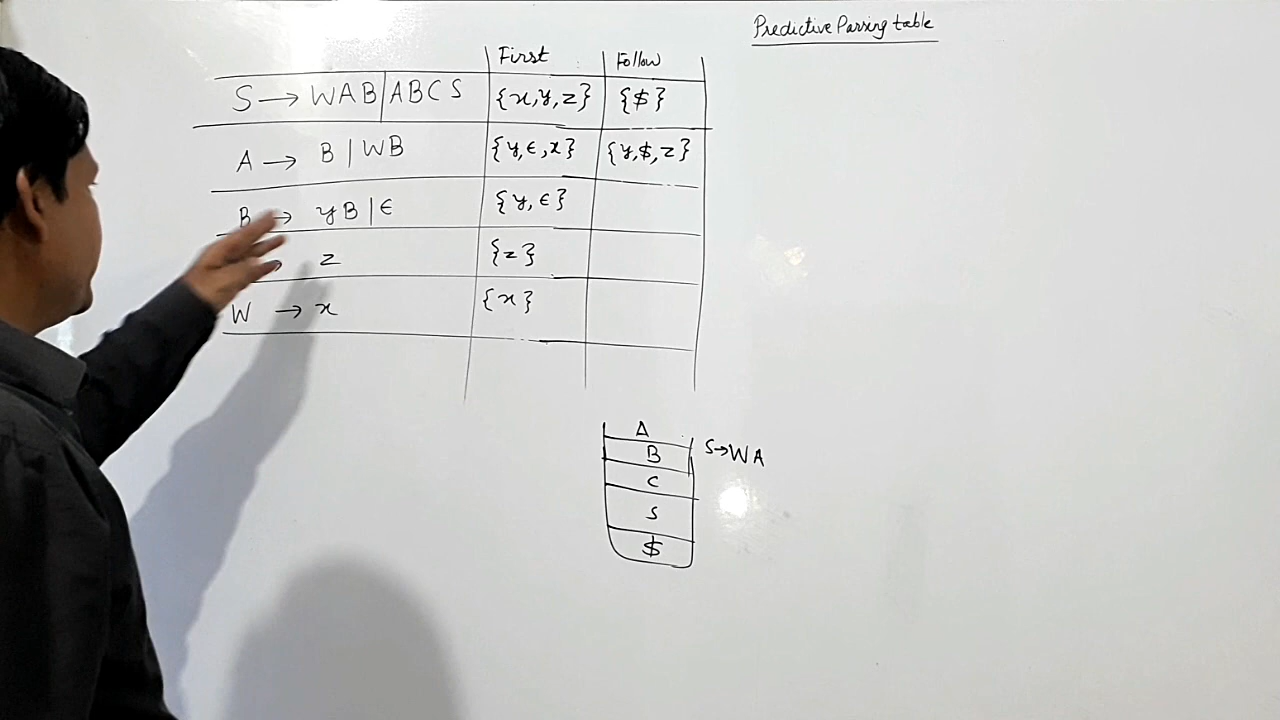 Predictive Parsing table
First Follow
S → WAB|ABCS {x,y,z} {$}
A → B | WB {y,ϵ,x} {y,$,z}
B → yB|ϵ {y,ϵ}
→ z {z}
W → x {x}
A
B S→WA
C
S
$